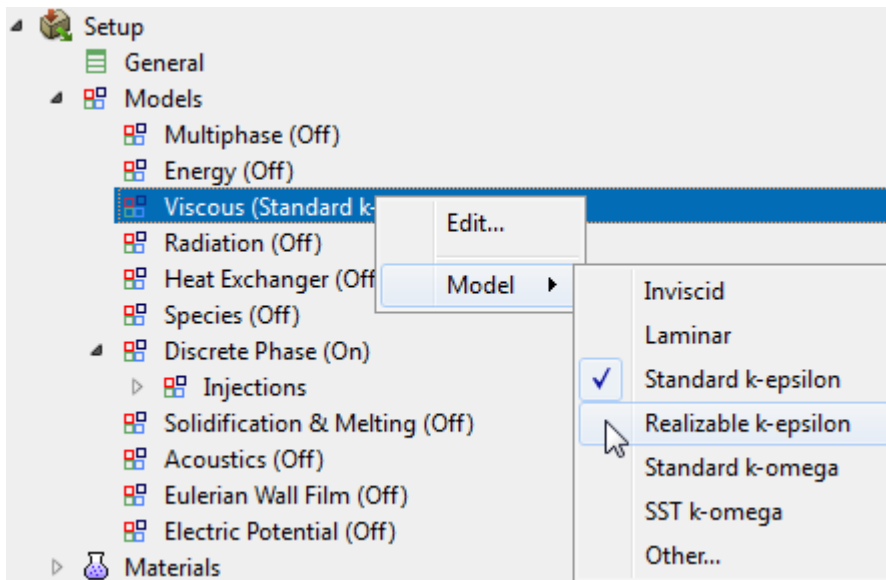 Setup
General
Models
Multiphase (Off)
Energy (Off)
Viscous (Standard k-
Edit...
Radiation (Off)
Heat Exchanger (Off
Model
Inviscid
Species (Off)
Laminar
Discrete Phase (On)
Standard k-epsilon
Injections
Realizable k-epsilon
Solidification & Melting (Off)
Acoustics (Off)
Standard k-omega
Eulerian Wall Film (Off)
SST k-omega
Electric Potential (Off)
Other...
Materials